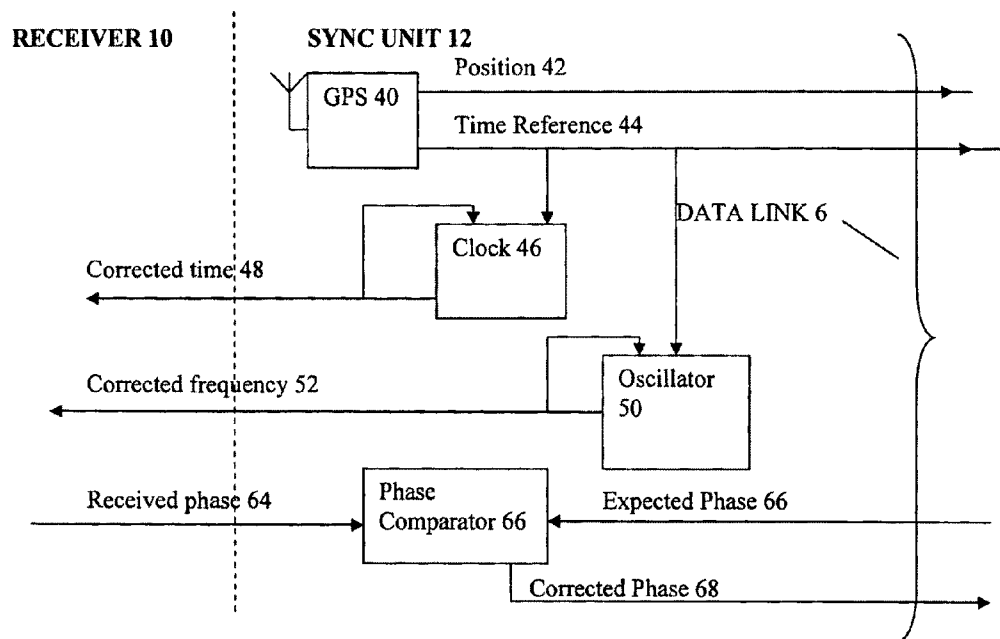 RECEIVER 10
SYNC UNIT 12
Position 42
GPS 40
Time Reference 44
DATA LINK 6
Clock 46
Corrected time 48
Corrected frequency 52
Oscillator
50
Received phase 64
Phase
Comparator 66
Expected Phase 66
Corrected Phase 68